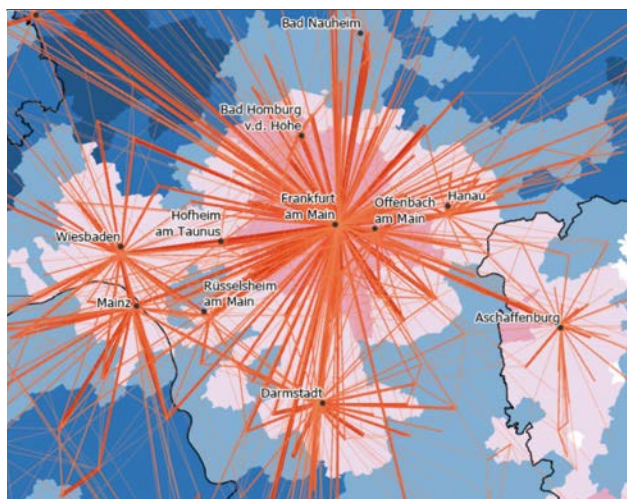 Bad Nauheim
Bad Homburg
v.d. Höhe
Frankfurt
am Main
Offenbach
am Main
Hanau
Hofheim
am Taunus
Wiesbaden
Mainz
Rüsselsheim
am Main
Aschaffenburg
Darmstadt